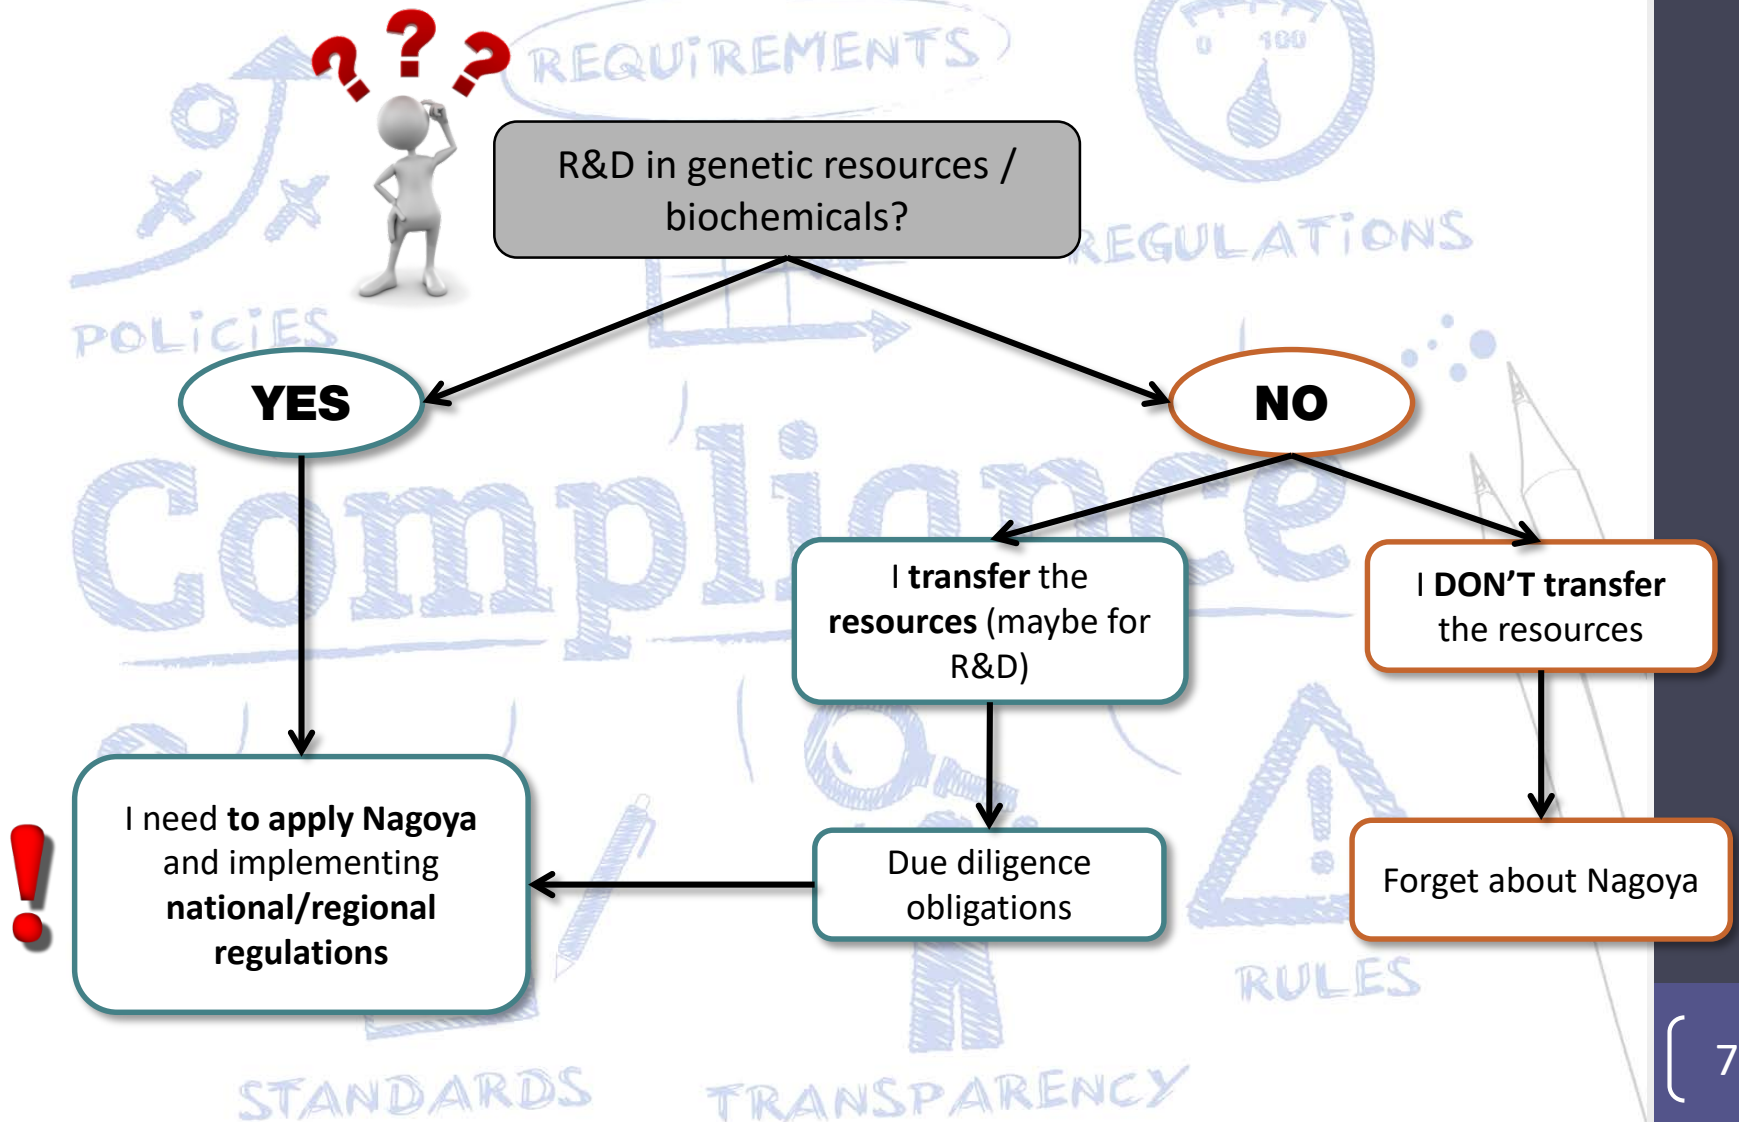 REQUiREMENTS
0 100
R&D in genetic resources /
biochemicals?
REGULATiONS
POLiCiES
YES
NO
Compliance
I transfer the
resources (maybe for
R&D)
I DON’T transfer
the resources
I need to apply Nagoya
and implementing
national/regional
regulations
Due diligence
obligations
Forget about Nagoya
RULES
STANDARDS
TRANSPARENCY
7